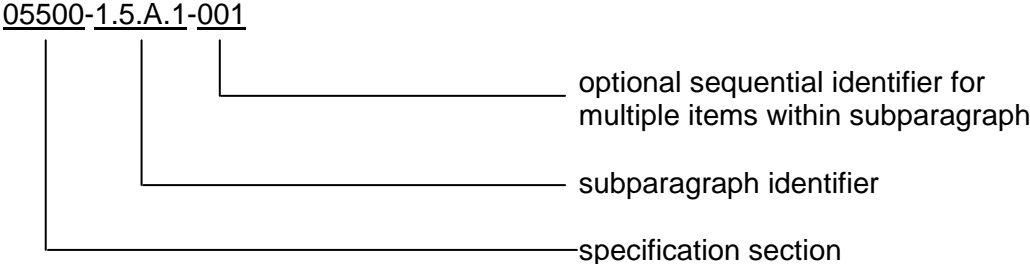 05500-1.5.A.1-001
optional sequential identifier for
multiple items within subparagraph
subparagraph identifier
specification section